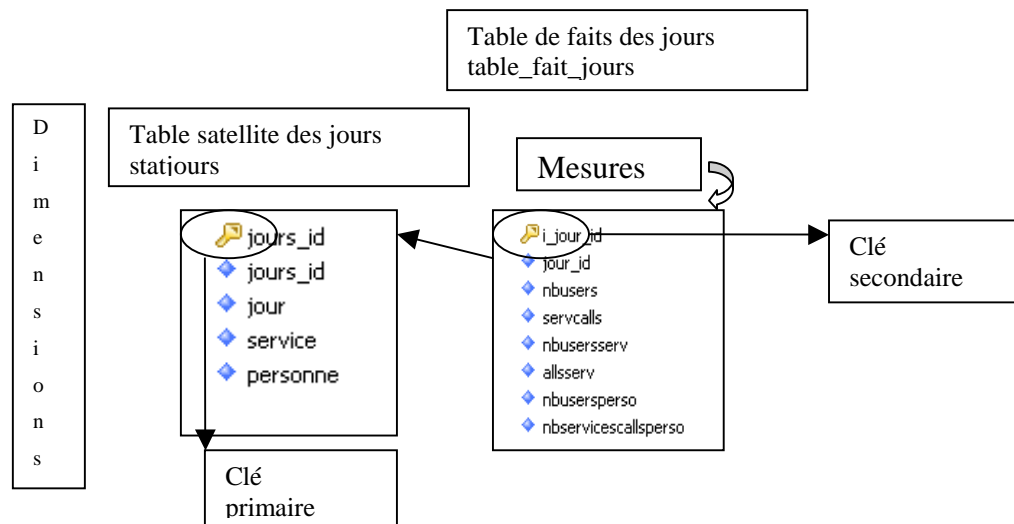 Table de faits des jours
table_fait_jours
D
i
m
e
n
s
i
o
n
s
Table satellite des jours
statjours
Mesures
jours_id
jours_id
jour
service
personne
i_jour_id
jour_id
nbusers
servcalls
nbusersserv
allsserv
nbusersperso
nbservicescallsperso
Clé
secondaire
Clé
primaire